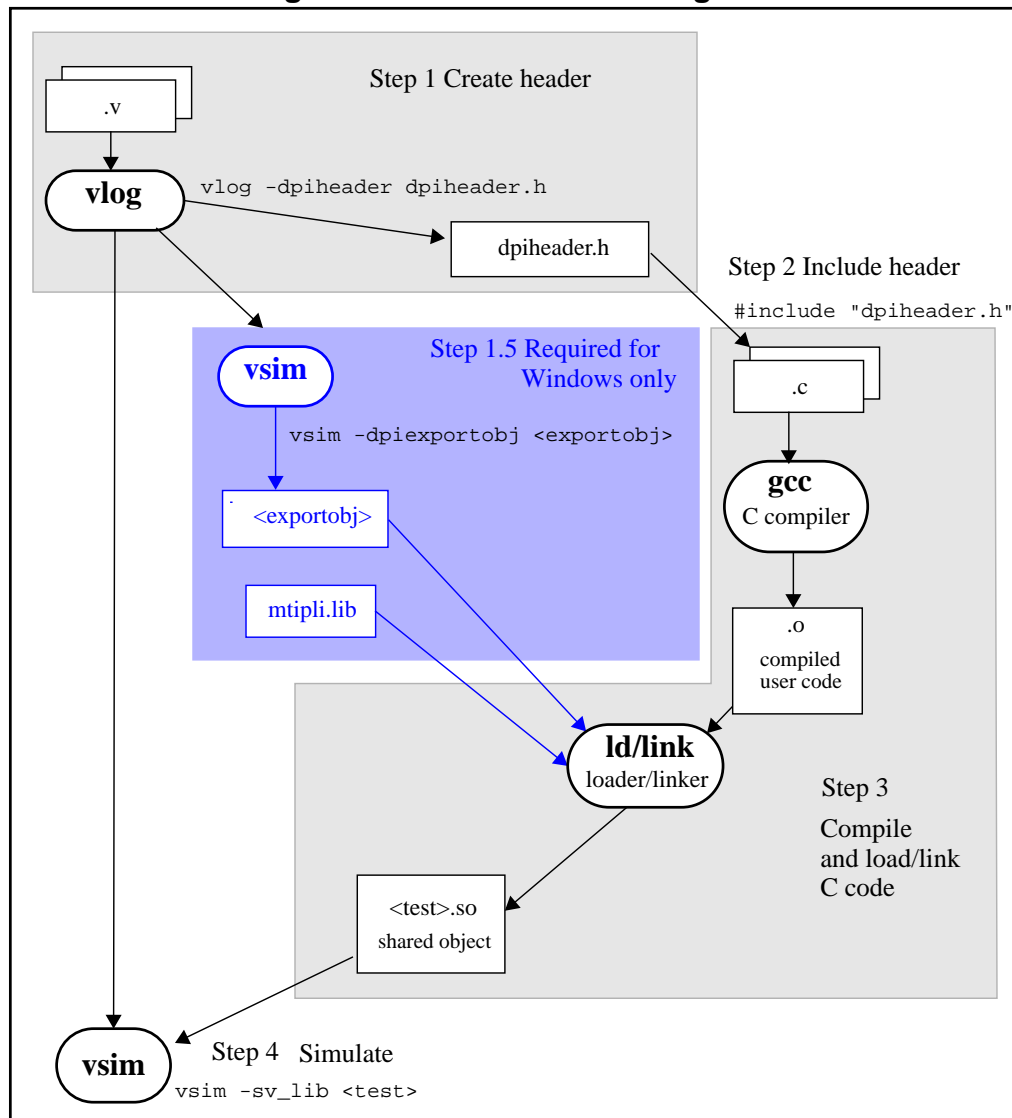 Step 1 Create header
.v
vlog
vlog -dpiheader dpiheader.h
dpiheader.h
Step 2 Include header
#include "dpiheader.h"
Step 1.5 Required for
Windows only
vsim
vsim -dpiexportobj <exportobj>
<exportobj>
mtipli.lib
.c
gcc
C compiler
.o
compiled
user code
ld/link
loader/linker
Step 3
Compile
and load/link
C code
<test>.so
shared object
vsim
Step 4 Simulate
vsim -sv_lib <test>